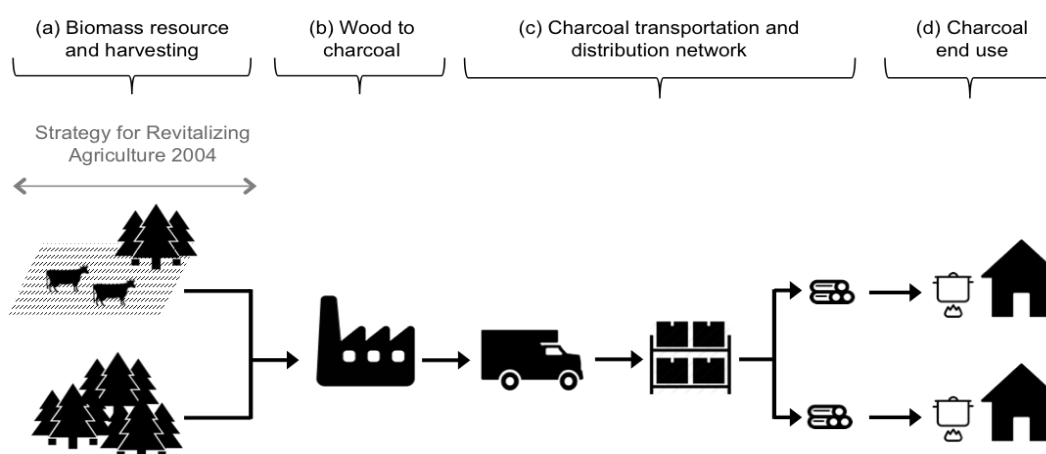 (a) Biomass resource
and harvesting
(b) Wood to
charcoal
(c) Charcoal transportation and
distribution network
(d) Charcoal
end use
Strategy for Revitalizing
Agriculture 2004